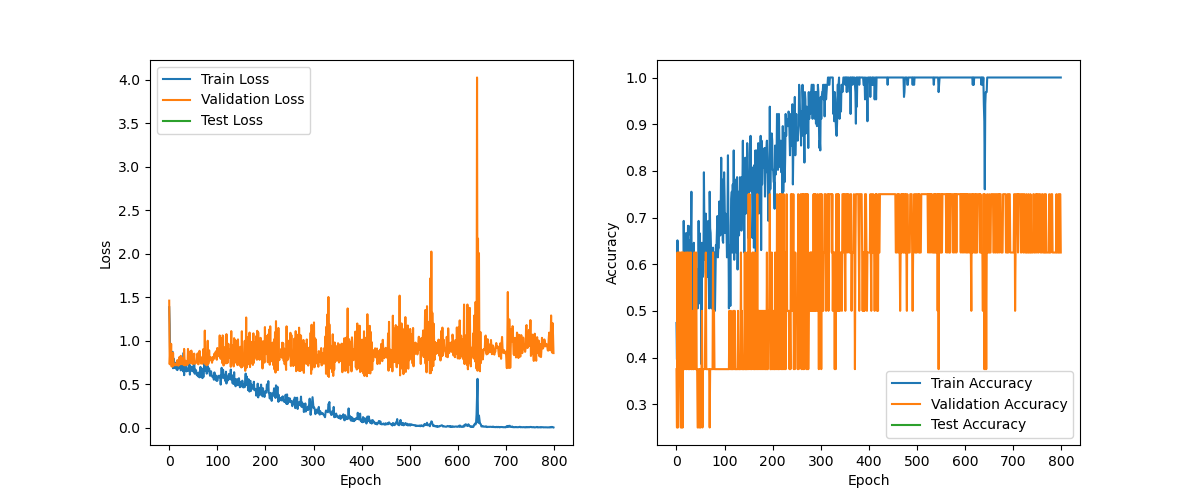 Train Loss
Validation Loss
Test Loss
4.0
3.5
3.0
2.5
2.0
1.5
1.0
0.5
0.0
Loss
0 100 200 300 400 500 600 700 800
Epoch
1.0
0.9
0.8
0.7
0.6
0.5
0.4
0.3
Accuracy
Train Accuracy
Validation Accuracy
Test Accuracy
0 100 200 300 400 500 600 700 800
Epoch